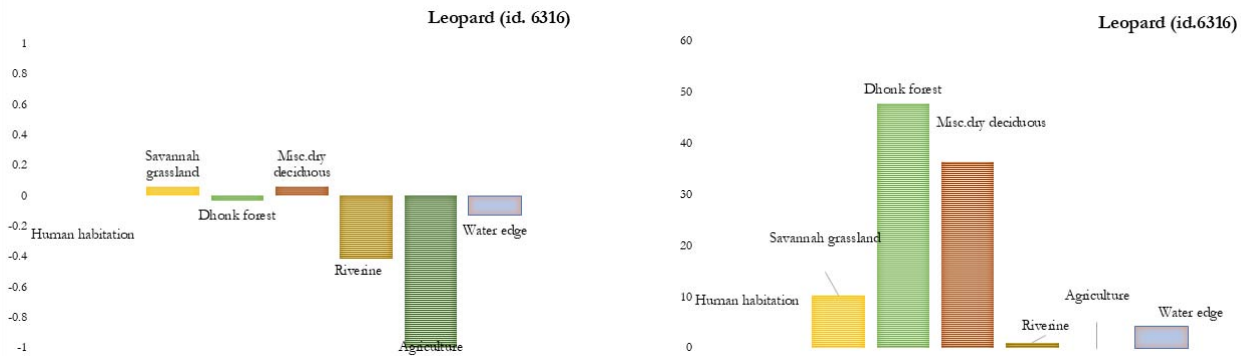 Leopard (id. 6316)
1
0.8
0.6
0.4
0.2
0
-0.2
-0.4
-0.6
-0.8
-1
Savannah
grassland
Misc.dry
deciduous
Dhonk forest
Human habitation
Water edge
Riverine
Agriculture
Leopard (id.6316)
60
50
40
30
20
10
0
Dhonk forest
Misc.dry deciduous
Savannah grassland
Human habitation
Agriculture
Water edge
Riverine